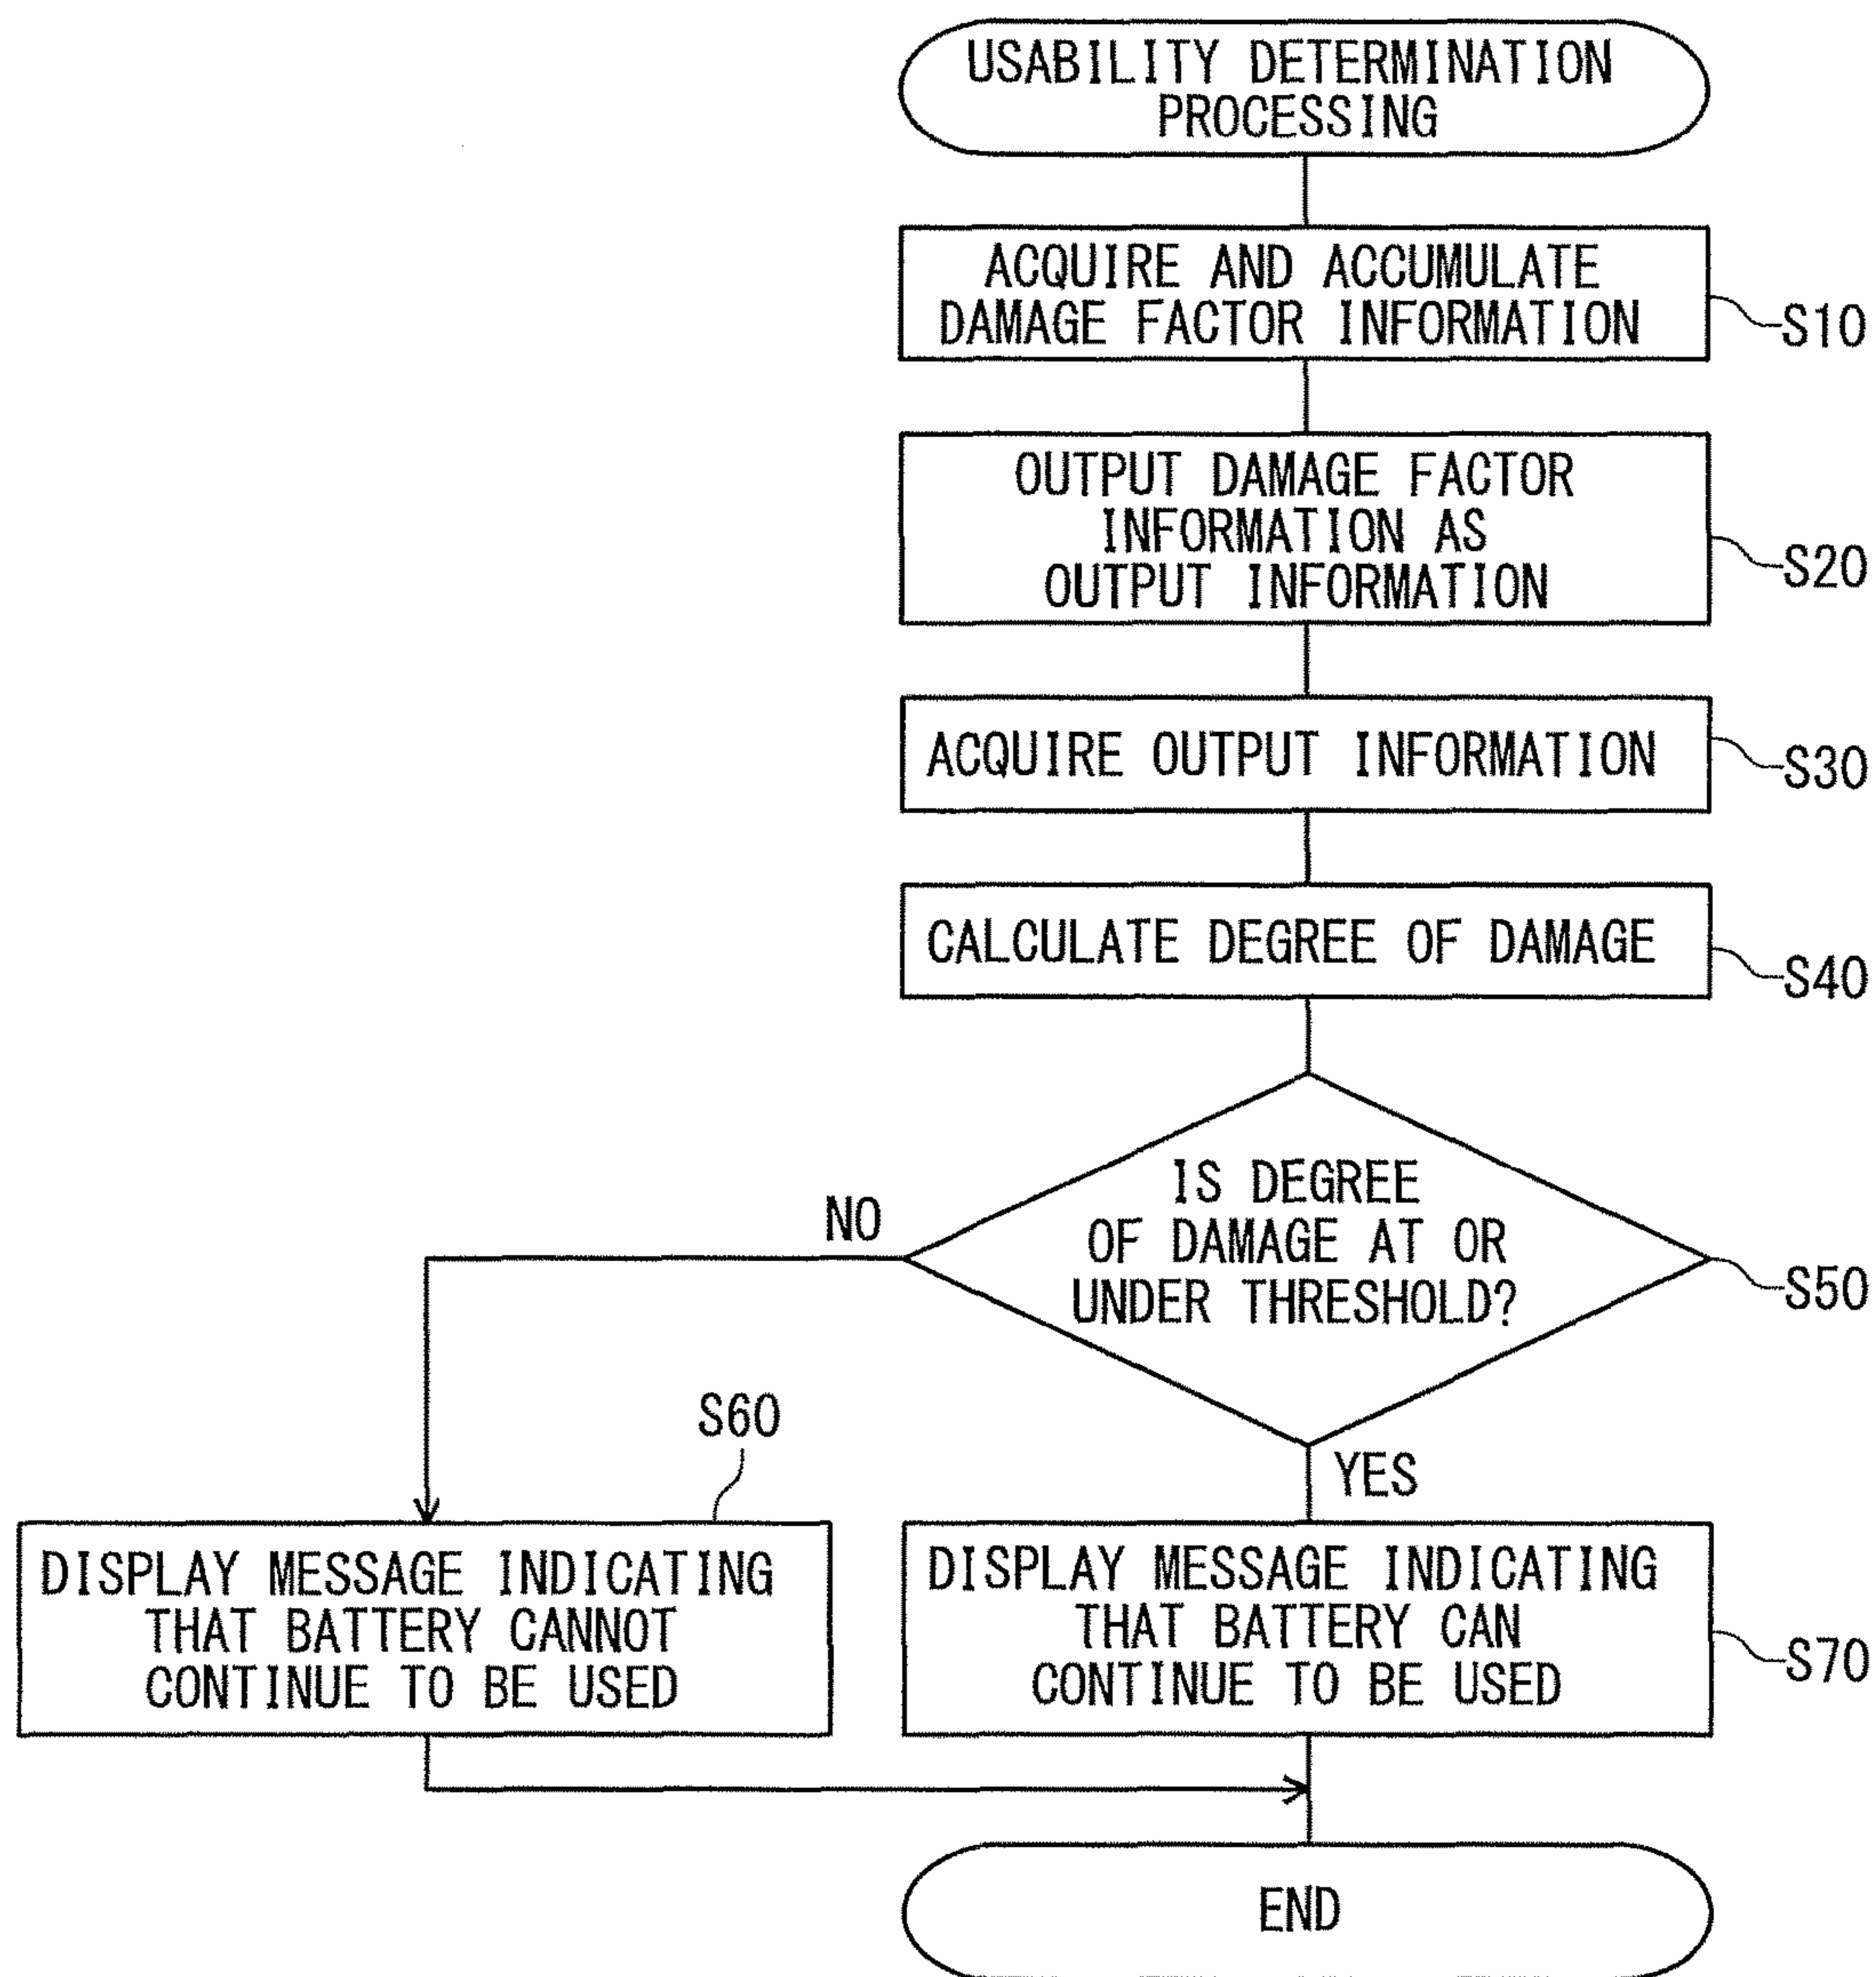 USABILITY DETERMINATION
PROCESSING
ACQUIRE AND ACCUMULATE
DAMAGE FACTOR INFORMATION
S10
OUTPUT DAMAGE FACTOR
INFORMATION AS
OUTPUT INFORMATION
S20
ACQUIRE OUTPUT INFORMATION
S30
CALCULATE DEGREE OF DAMAGE
S40
IS DEGREE
OF DAMAGE AT OR
UNDER THRESHOLD?
S50
NO
YES
S60
DISPLAY MESSAGE INDICATING
THAT BATTERY CANNOT
CONTINUE TO BE USED
DISPLAY MESSAGE INDICATING
THAT BATTERY CAN
CONTINUE TO BE USED
S70
END